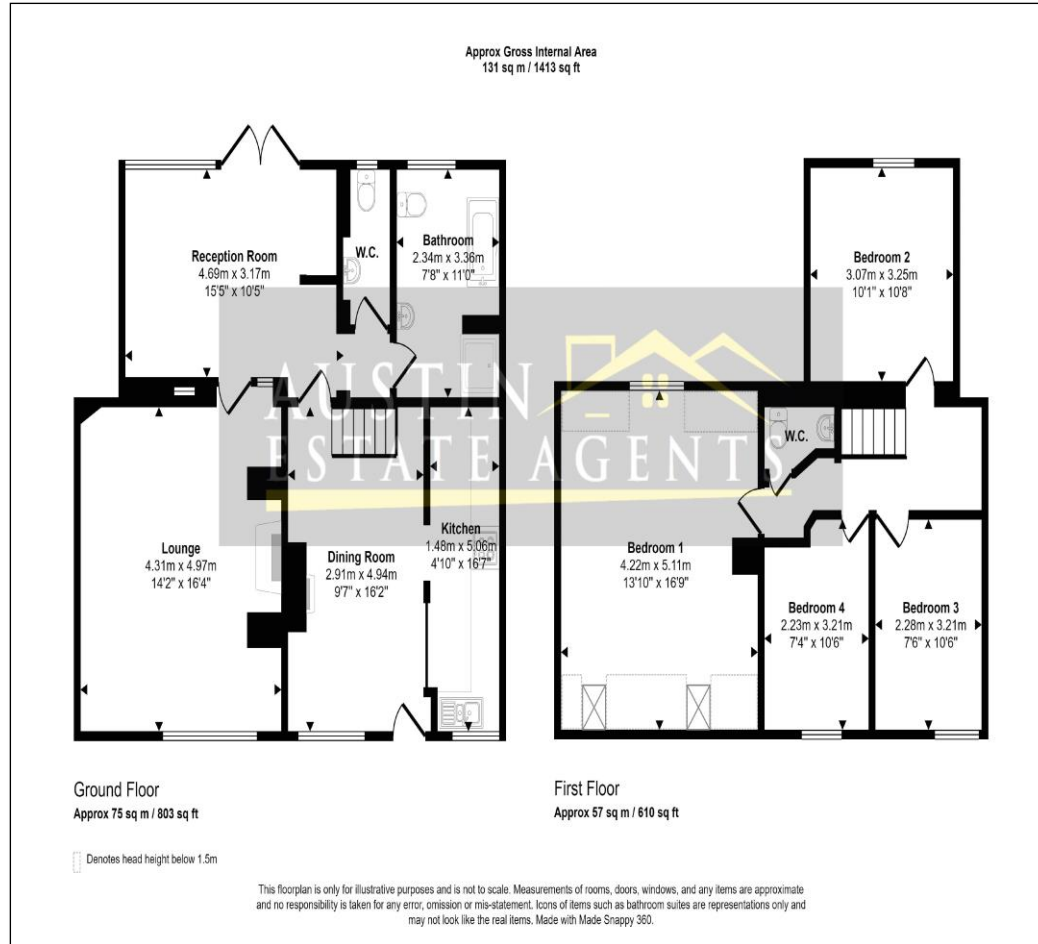 Approx Gross Internal Area
131 sq m / 1413 sq ft
Reception Room
4.69m x 3.17m
15'5" x 10'5"
W.C.
Bathroom
2.34m x 3.36m
7'8" x 11'0"
Bedroom 2
3.07m x 3.25m
10'1" x 10'8"
AUSTIN
ESTATE AGENTS
Lounge
4.31m x 4.97m
14'2" x 16'4"
Dining Room
2.91m x 4.94m
9'7" x 16'2"
Kitchen
1.48m x 5.06m
4'10" x 16'7"
W.C.
Bedroom 1
4.22m x 5.11m
13'10" x 16'9"
Bedroom 4
2.23m x 3.21m
7'4" x 10'6"
Bedroom 3
2.28m x 3.21m
7'6" x 10'6"
Ground Floor
Approx 75 sq m / 803 sq ft
First Floor
Approx 57 sq m / 610 sq ft
Denotes head height below 1.5m
This floorplan is only for illustrative purposes and is not to scale. Measurements of rooms, doors, windows, and any items are approximate
and no responsibility is taken for any error, omission or mis-statement. Icons of items such as bathroom suites are representations only and
may not look like the real items. Made with Made Snappy 360.